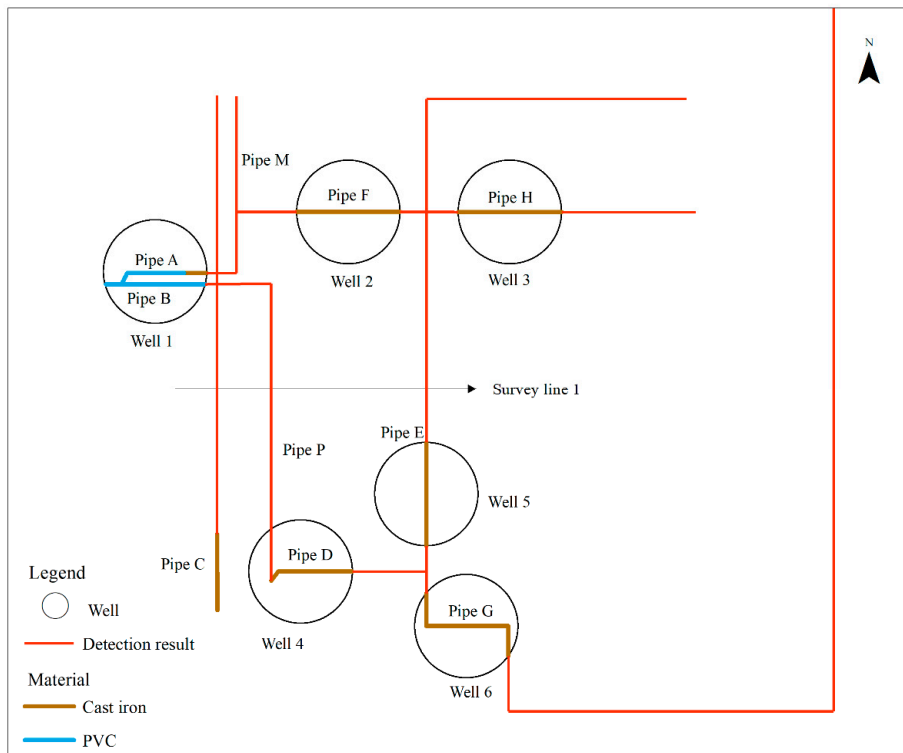 N
Pipe M
Pipe F
Pipe H
Pipe A
Well 2
Well 3
Pipe B
Well 1
Survey line 1
Pipe E
Pipe P
Well 5
Pipe D
Pipe C
Legend
Well
Pipe G
Well 4
Detection result
Material
Well 6
Cast iron
PVC